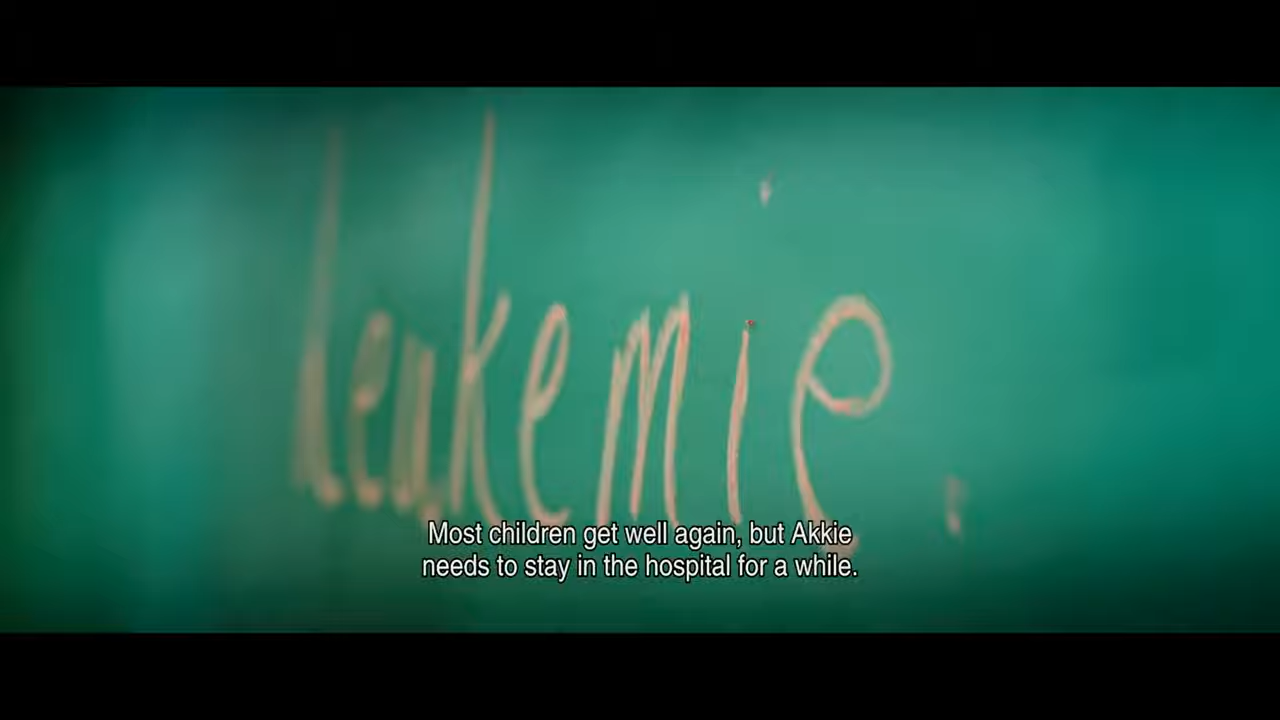 leukemie.
Most children get well again, but Akkie
needs to stay in the hospital for a while.